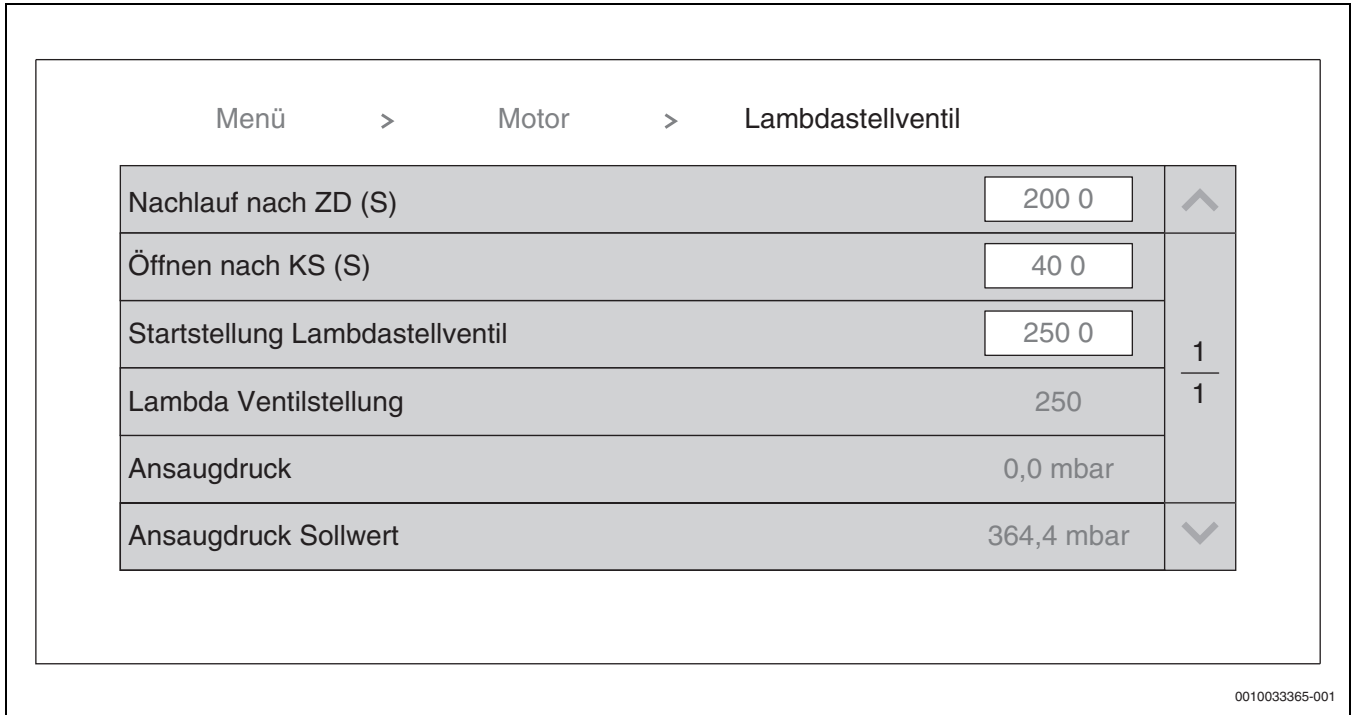 Menü > Motor > Lambdastellventil
Nachlauf nach ZD (S) 200 0
Öffnen nach KS (S) 40 0
Startstellung Lambdastellventil 250 0
Lambda Ventilstellung 250
Ansaugdruck 0,0 mbar
Ansaugdruck Sollwert 364,4 mbar
1
1
0010033365-001